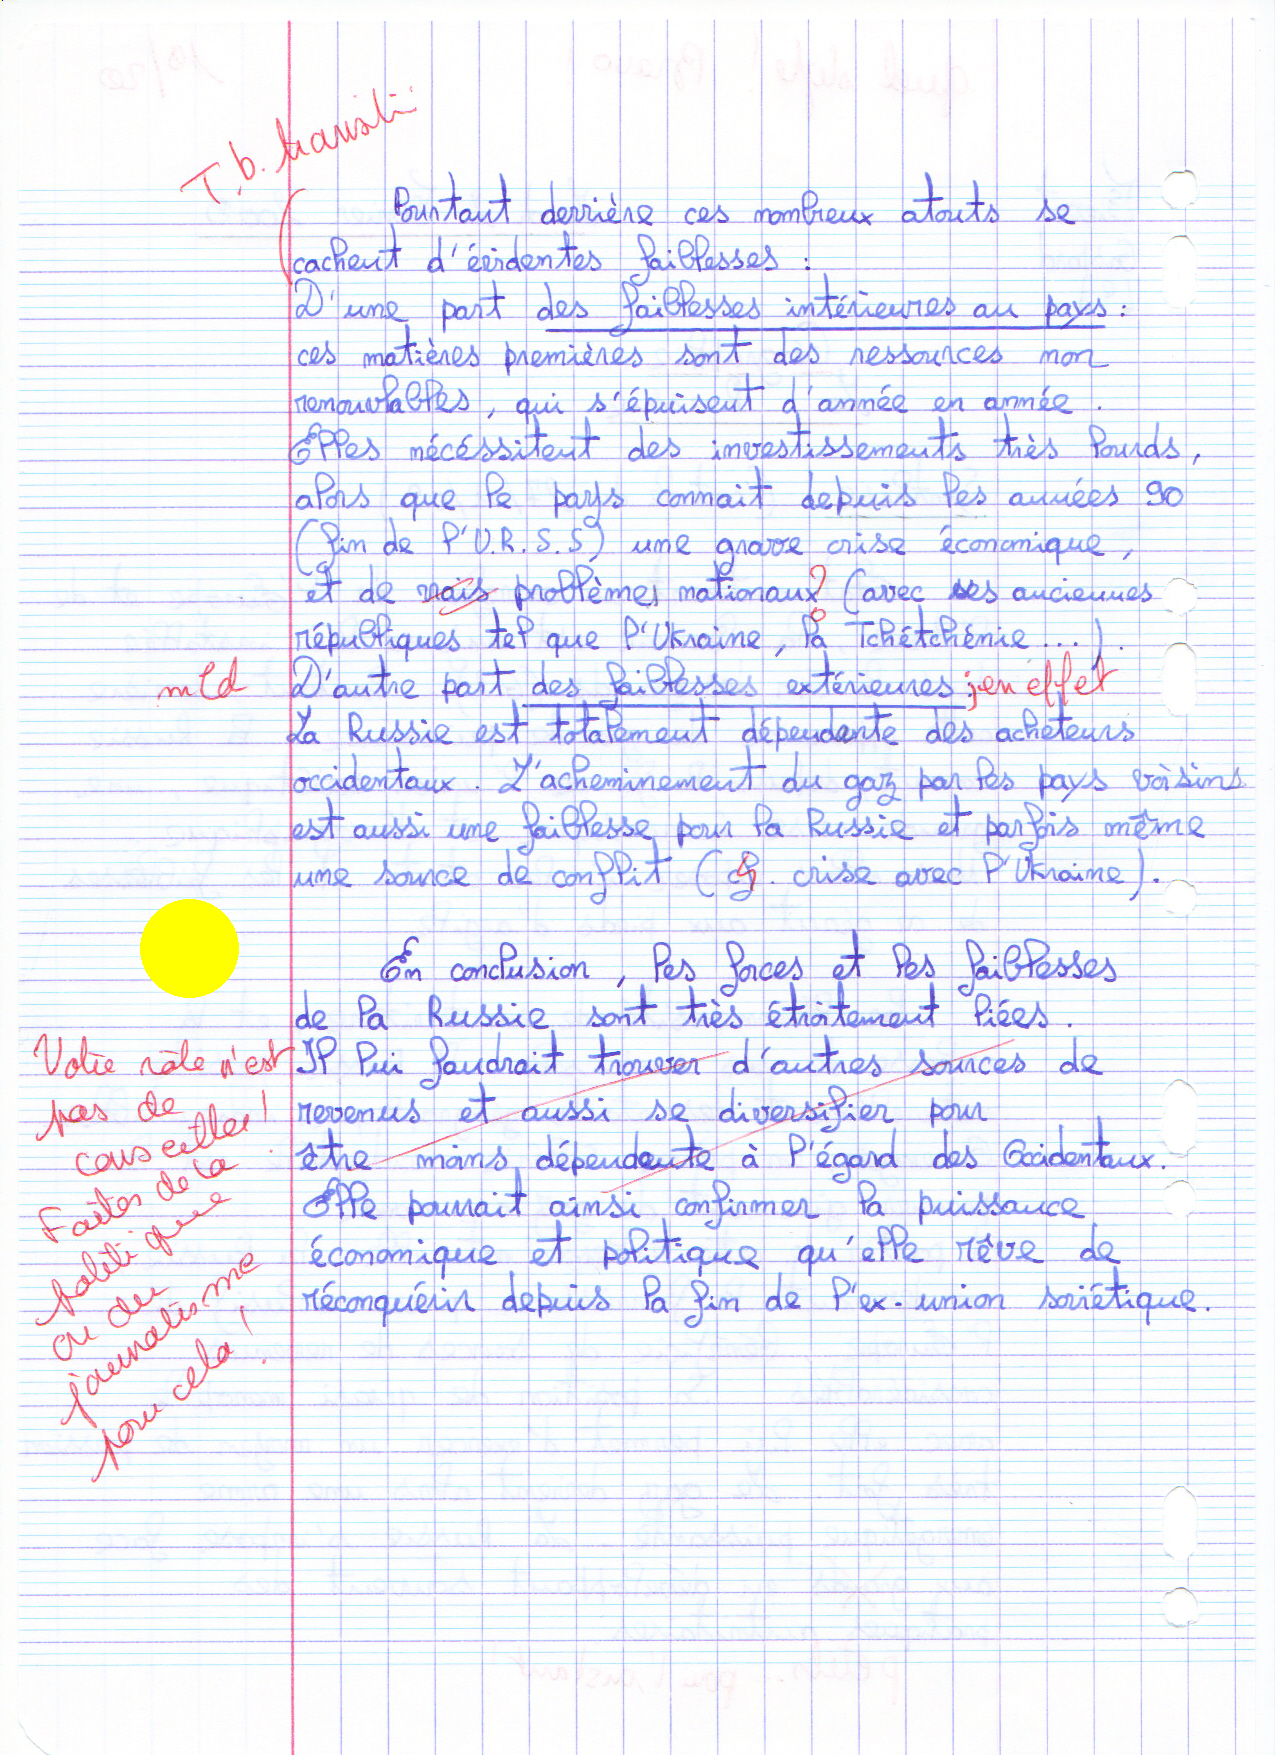 T.b. transiti°
Pourtant derrière ces nombreux atouts se
cachent d'évidentes faiblesses :
D'une part des faiblesses intérieures au pays :
ces matières premières sont des ressources non
renouvlables, qui s'épuisent d'année en année.
Elles nécéssitent des investissements très lourds,
alors que le pays connait depuis les années 90
(fin de l'U.R.S.S) une grave crise économique,
et de vrais problèmes nationaux ? (avec ses anciennes
républiques tel que l'Ukraine, la Tchétchénie ...).
mld D'autre part des faiblesses extérieures : ; en effet
La Russie est totalement dépendante des acheteurs
occidentaux. L'acheminement du gaz par les pays voisins
est aussi une faiblesse pour la Russie et parfois même
une source de conflit (cf. crise avec l'Ukraine).
En conclusion, les forces et les faiblesses
de la Russie sont très étroitement liées.
Il lui faudrait trouver d'autres sources de
revenus et aussi se diversifier pour
être moins dépendente à l'égard des Occidentaux.
Elle pourrait ainsi confirmer la puissance
économique et politique qu'elle rêve de
réconquérir depuis la fin de l'ex-union soviétique.
Votre rôle n'est
pas de
conseiller !
Faites de la
politique
ou du
journalisme
pour cela !